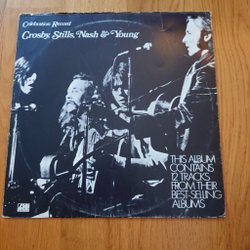 Celebration Record
Crosby, Stills, Nash & Young
THIS ALBUM
CONTAINS
12 TRACKS
FROM THEIR
BEST-SELLING
ALBUMS